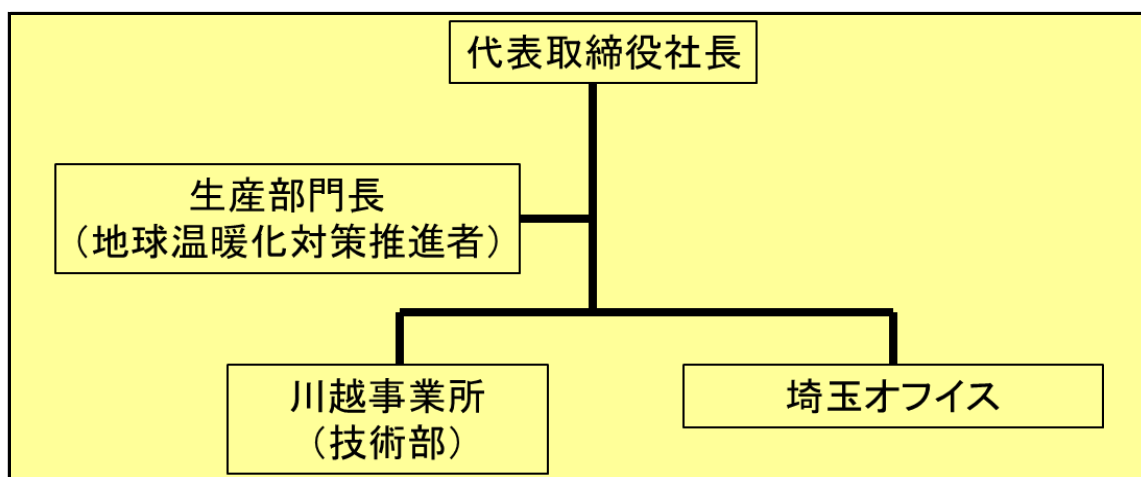 代表取締役社長
生産部門長
（地球温暖化対策推進者）
川越事業所
（技術部）
埼玉オフイス